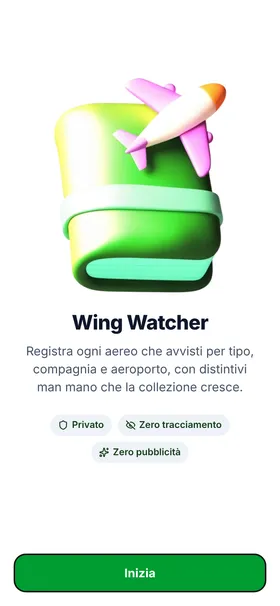 Wing Watcher
Registra ogni aereo che avvisti per tipo,
compagnia e aeroporto, con distintivi
man mano che la collezione cresce.
Privato
Zero tracciamento
Zero pubblicità
Inizia